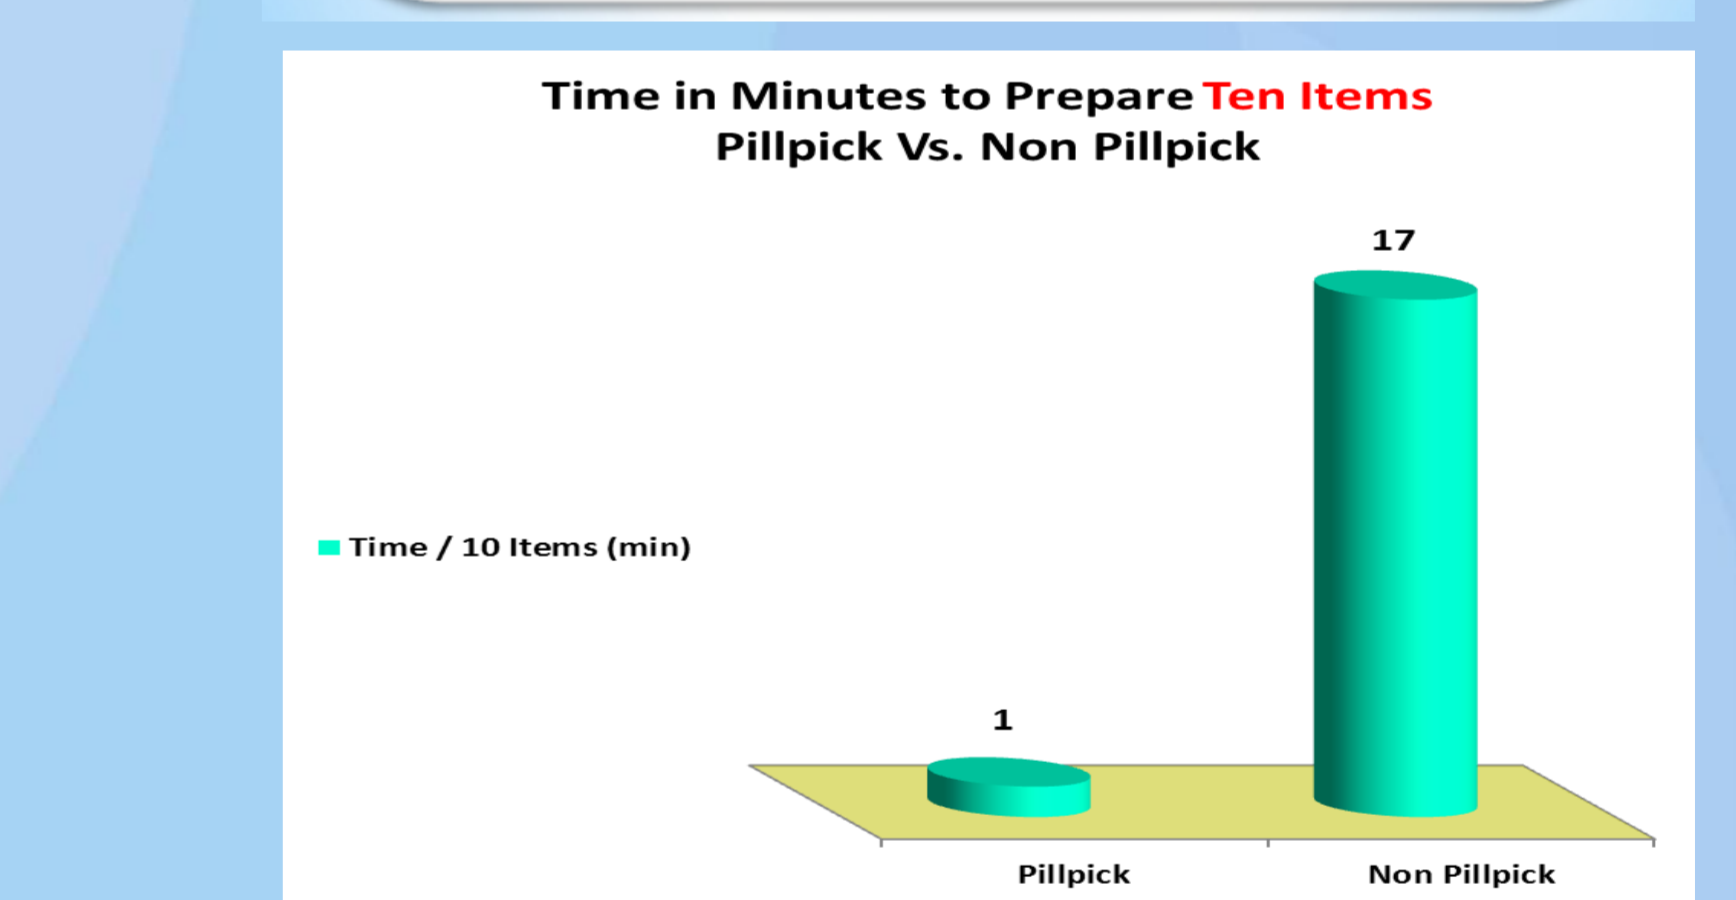 Time in Minutes to Prepare Ten Items
Pillpick Vs. Non Pillpick
17
Time / 10 Items (min)
1
Pillpick
Non Pillpick